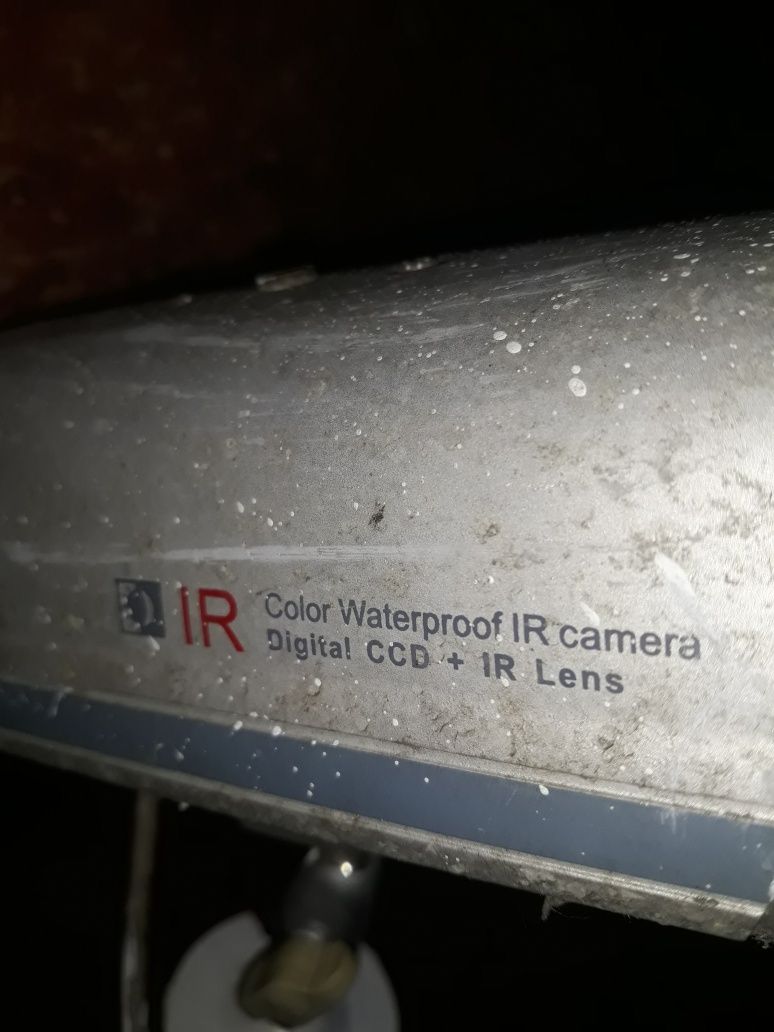 IR
Color Waterproof IR camera
Digital CCD + IR Lens